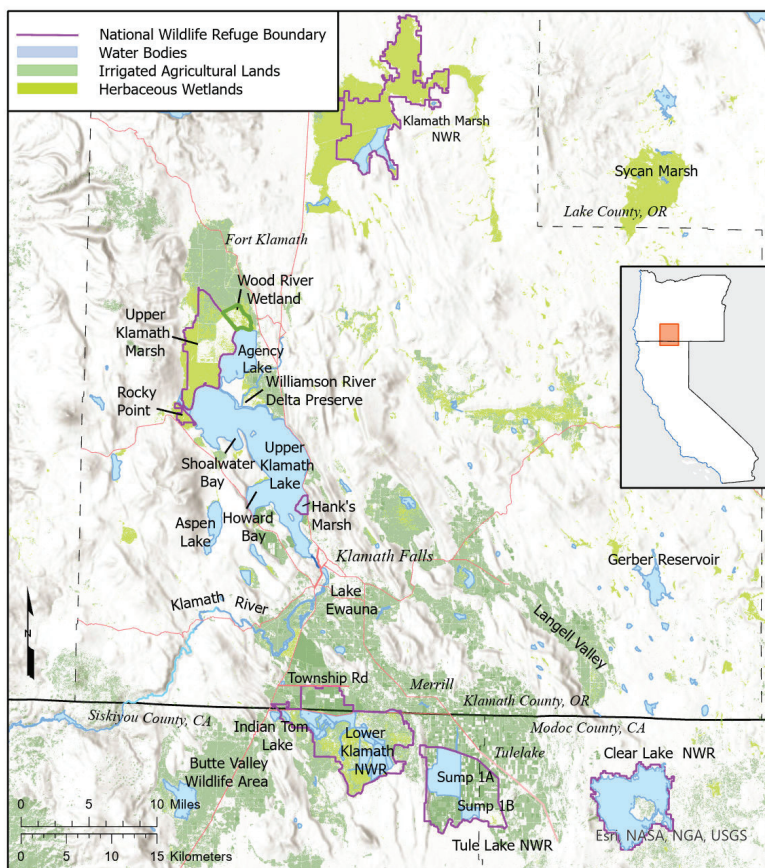 National Wildlife Refuge Boundary
Water Bodies
Irrigated Agricultural Lands
Herbaceous Wetlands
Klamath Marsh
NWR
Sycan Marsh
Lake County, OR
Fort Klamath
Wood River
Wetland
Upper
Klamath
Marsh
Agency
Lake
Williamson River
Delta Preserve
Rocky
Point
Shoalwater
Bay
Upper
Klamath
Lake
Howard
Bay
Hank's
Marsh
Aspen
Lake
Klamath Falls
Gerber Reservoir
Klamath River
Lake
Ewauna
Langell Valley
N
Township Rd
Merrill
Klamath County, OR
Siskiyou County, CA
Modoc County, CA
Indian Tom
Lake
Lower
Klamath
NWR
Tulelake
Clear Lake NWR
Butte Valley
Wildlife Area
Sump 1A
Sump 1B
Tule Lake NWR
0 5 10 Miles
0 5 10 15 Kilometers
Esri, NASA, NGA, USGS